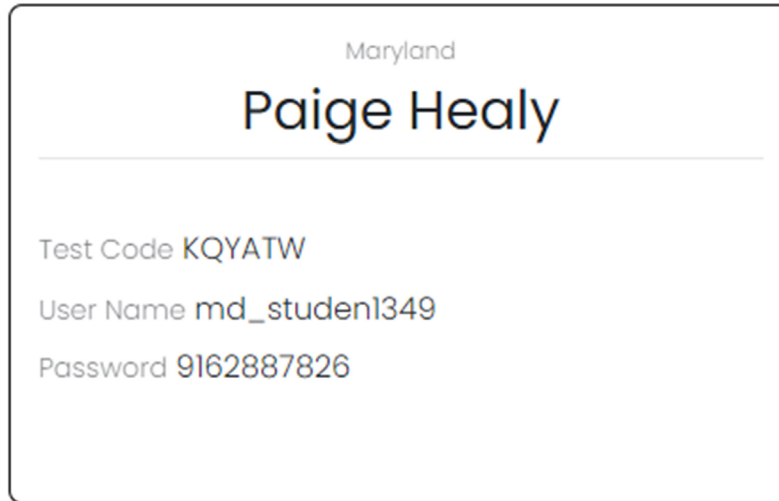 Maryland
Paige Healy
Test Code KQYATW
User Name md_studen1349
Password 9162887826